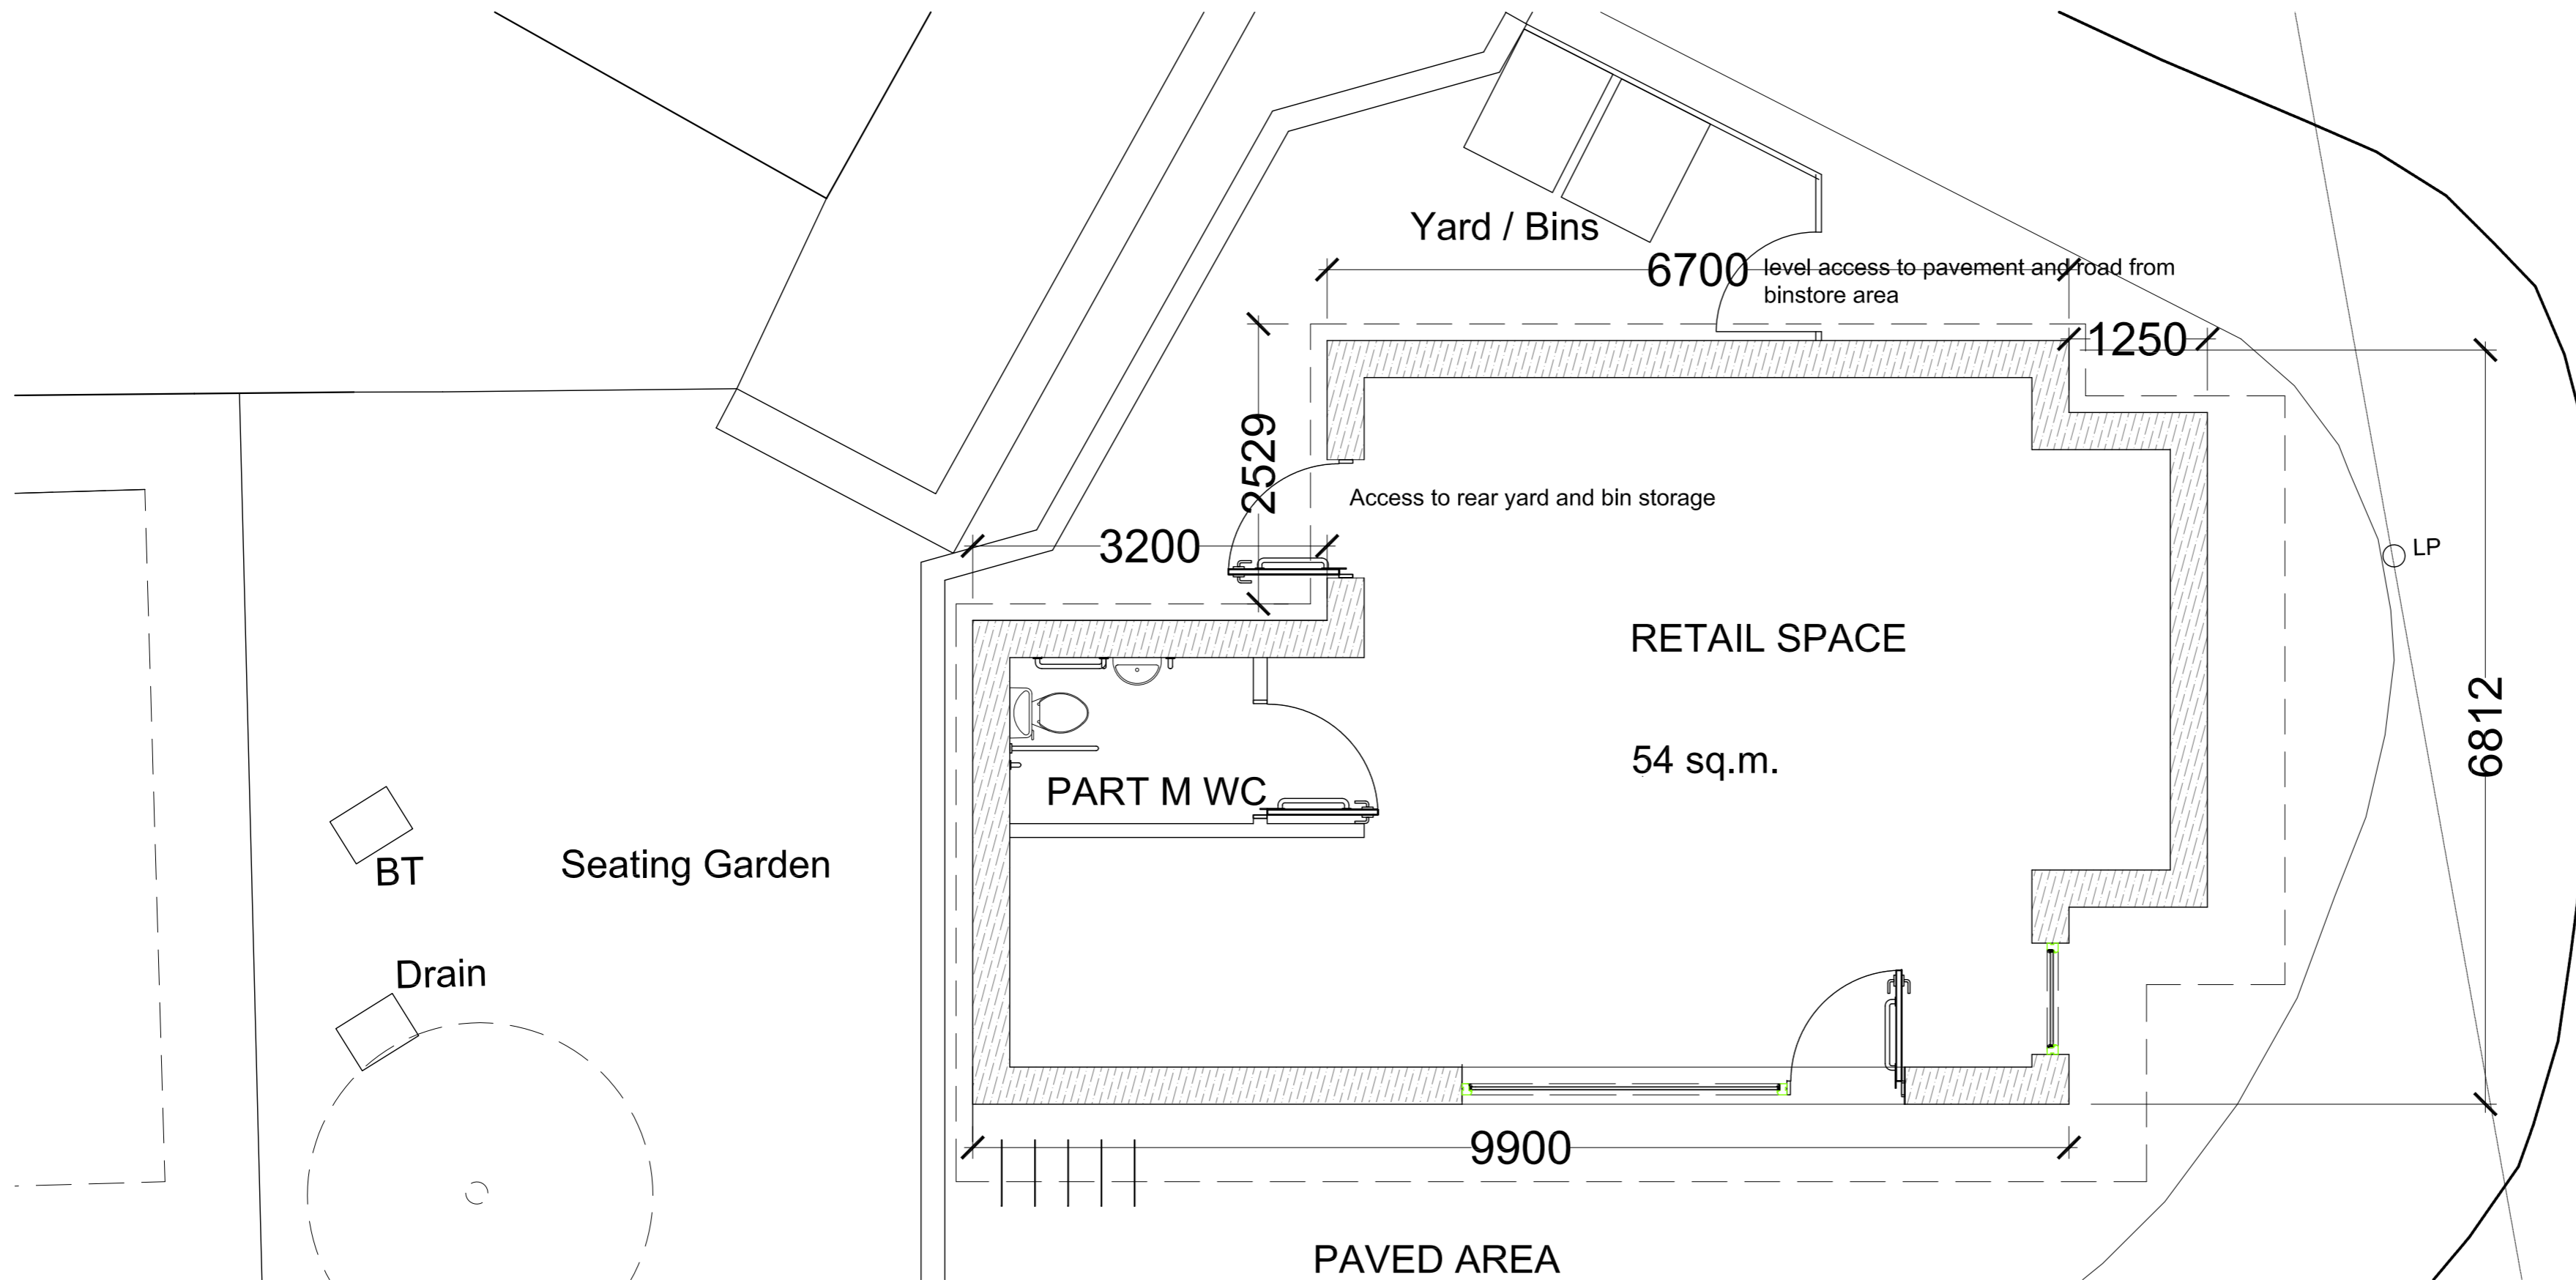 Yard / Bins
6700
level access to pavement and road from
binstore area
1250
2529
Access to rear yard and bin storage
3200
LP
RETAIL SPACE
6812
54 sq.m.
PART M WC
BT
Seating Garden
Drain
9900
PAVED AREA